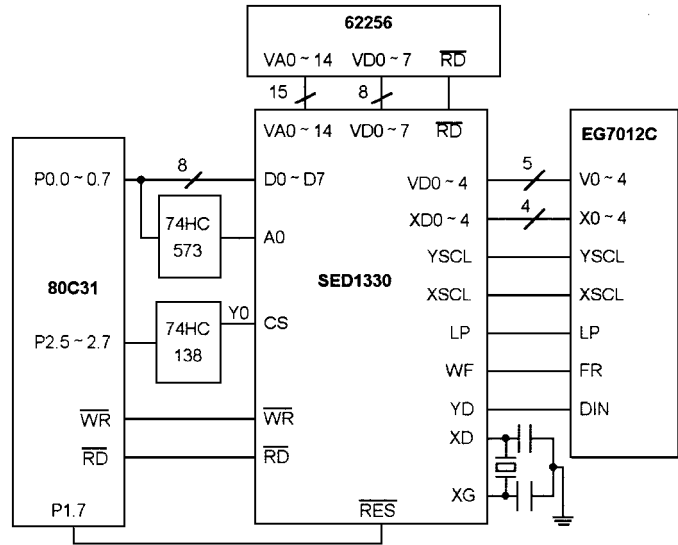 62256
VA0 ~ 14 VD0 ~ 7 RD
15 8
VA0 ~ 14 VD0 ~ 7 RD
EG7012C
P0.0 ~ 0.7 8 D0 ~ D7 VD0 ~ 4 5 V0 ~ 4
74HC
573
A0 XD0 ~ 4 4 X0 ~ 4
YSCL YSCL
80C31 SED1330
XSCL XSCL
P2.5 ~ 2.7
74HC
138
Y0 CS
LP LP
WF FR
WR WR YD DIN
RD RD XD
XG
P1.7 RES